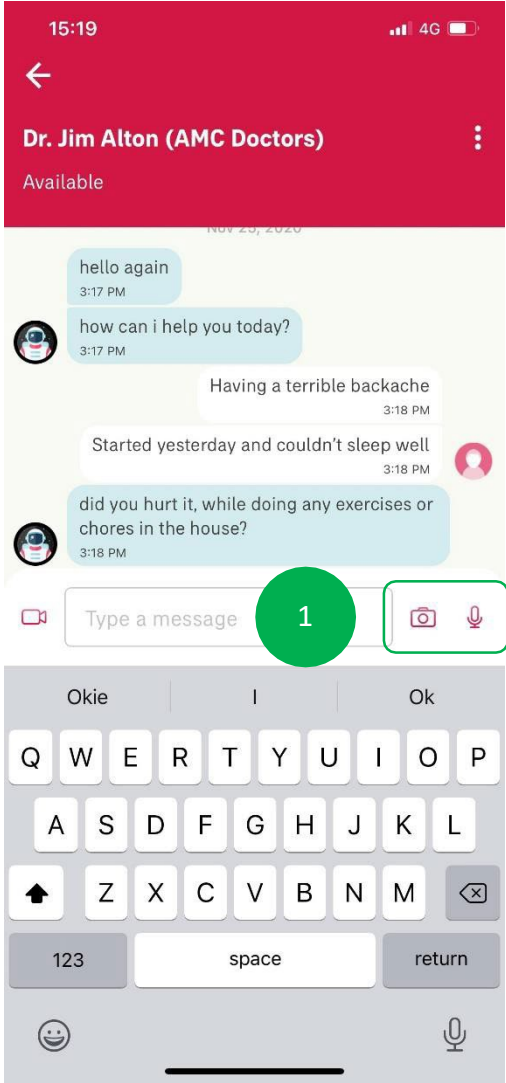 15:19
4G
Dr. Jim Alton (AMC Doctors)
Available
Nov 25, 2020
hello again
3:17 PM
how can i help you today?
3:17 PM
Having a terrible backache
3:18 PM
Started yesterday and couldn't sleep well
3:18 PM
did you hurt it, while doing any exercises or
chores in the house?
3:18 PM
Type a message
1
Okie I Ok
Q W E R T Y U I O P
A S D F G H J K L
Z X C V B N M
123 space return